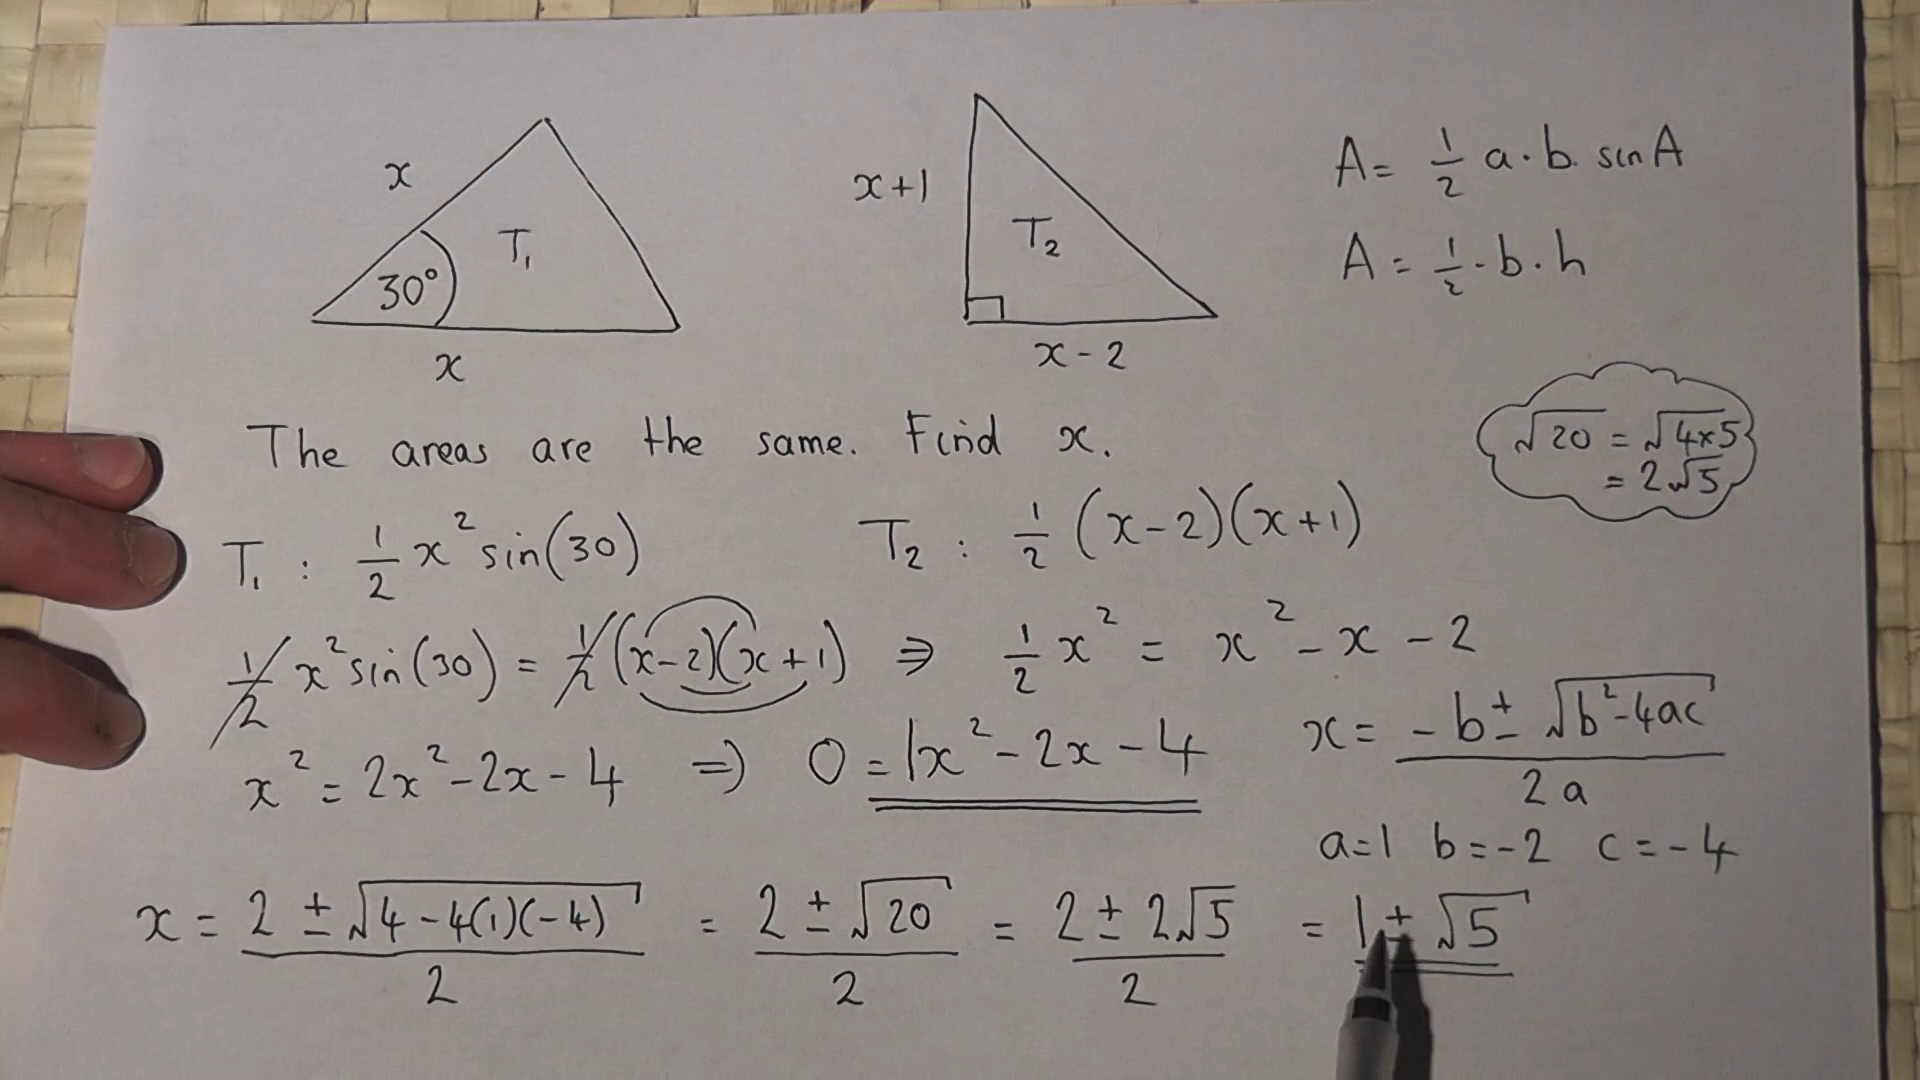 x
30°
T₁
x
x+1
T₂
x-2
A = 1/2 a·b·sin A
A = 1/2·b·h
The areas are the same. Find x.
√20 = √4×5
= 2√5
T₁ : 1/2 x² sin(30)
T₂ : 1/2 (x-2)(x+1)
1/2 x² sin(30) = 1/2 (x-2)(x+1) ⇒ 1/2 x² = x² - x - 2
x² = 2x² - 2x - 4 ⇒ 0 = 1x² - 2x - 4
x = (-b ± √(b²-4ac))/2a
a=1 b=-2 c=-4
x = (2 ± √(4-4(1)(-4)))/2 = (2 ± √20)/2 = (2 ± 2√5)/2 = 1 ± √5